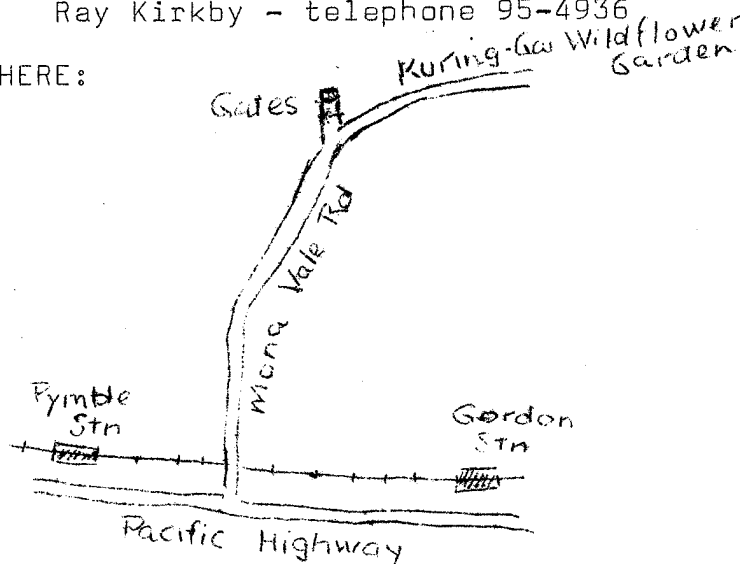 Ray Kirkby - telephone 95-4936
HERE:
Kuring-Gai Wildflower
Garden
Gates
Mona Vale Rd
Pymble
Stn
Gordon
Stn
Pacific Highway